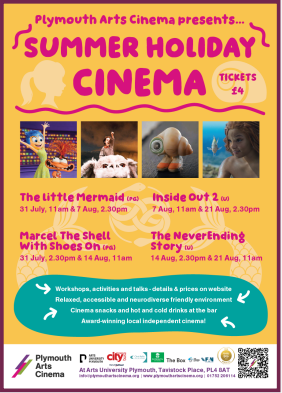 Plymouth Arts Cinema presents...
SUMMER HOLIDAY
CINEMA
TICKETS
£4
The Little Mermaid (PG)
31 July, 11am & 7 Aug, 2.30pm
Inside Out 2 (U)
7 Aug, 11am & 21 Aug, 2.30pm
Marcel The Shell
With Shoes On (PG)
31 July, 2.30pm & 14 Aug, 11am
The NeverEnding
Story (U)
14 Aug, 2.30pm & 21 Aug, 11am
Workshops, activities and talks - details & prices on website
Relaxed, accessible and neurodiverse friendly environment
Cinema snacks and hot and cold drinks at the bar
Award-winning local independent cinema!
Plymouth
Arts
Cinema
city
The Box
At Arts University Plymouth, Tavistock Place, PL4 8AT
info@plymouthartscinema.org | www.plymouthartscinema.org | 01752 206114